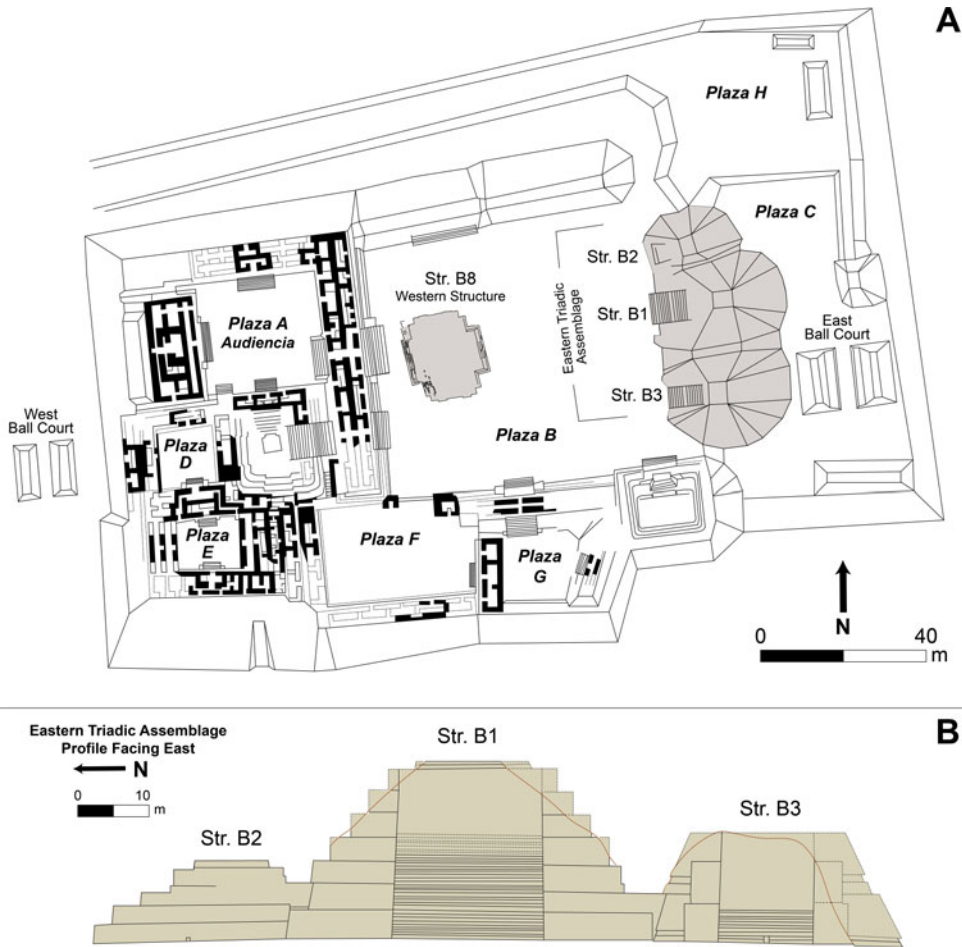 A
Plaza H
Plaza C
Str. B2
Str. B8
Western Structure
Eastern Triadic
Assemblage
Str. B1
Plaza A
Audiencia
East
Ball Court
Str. B3
West
Ball Court
Plaza
D
Plaza B
Plaza
E
Plaza F
Plaza
G
N
0 40
m
B
Eastern Triadic Assemblage
Profile Facing East
N
0 10
m
Str. B1
Str. B2
Str. B3